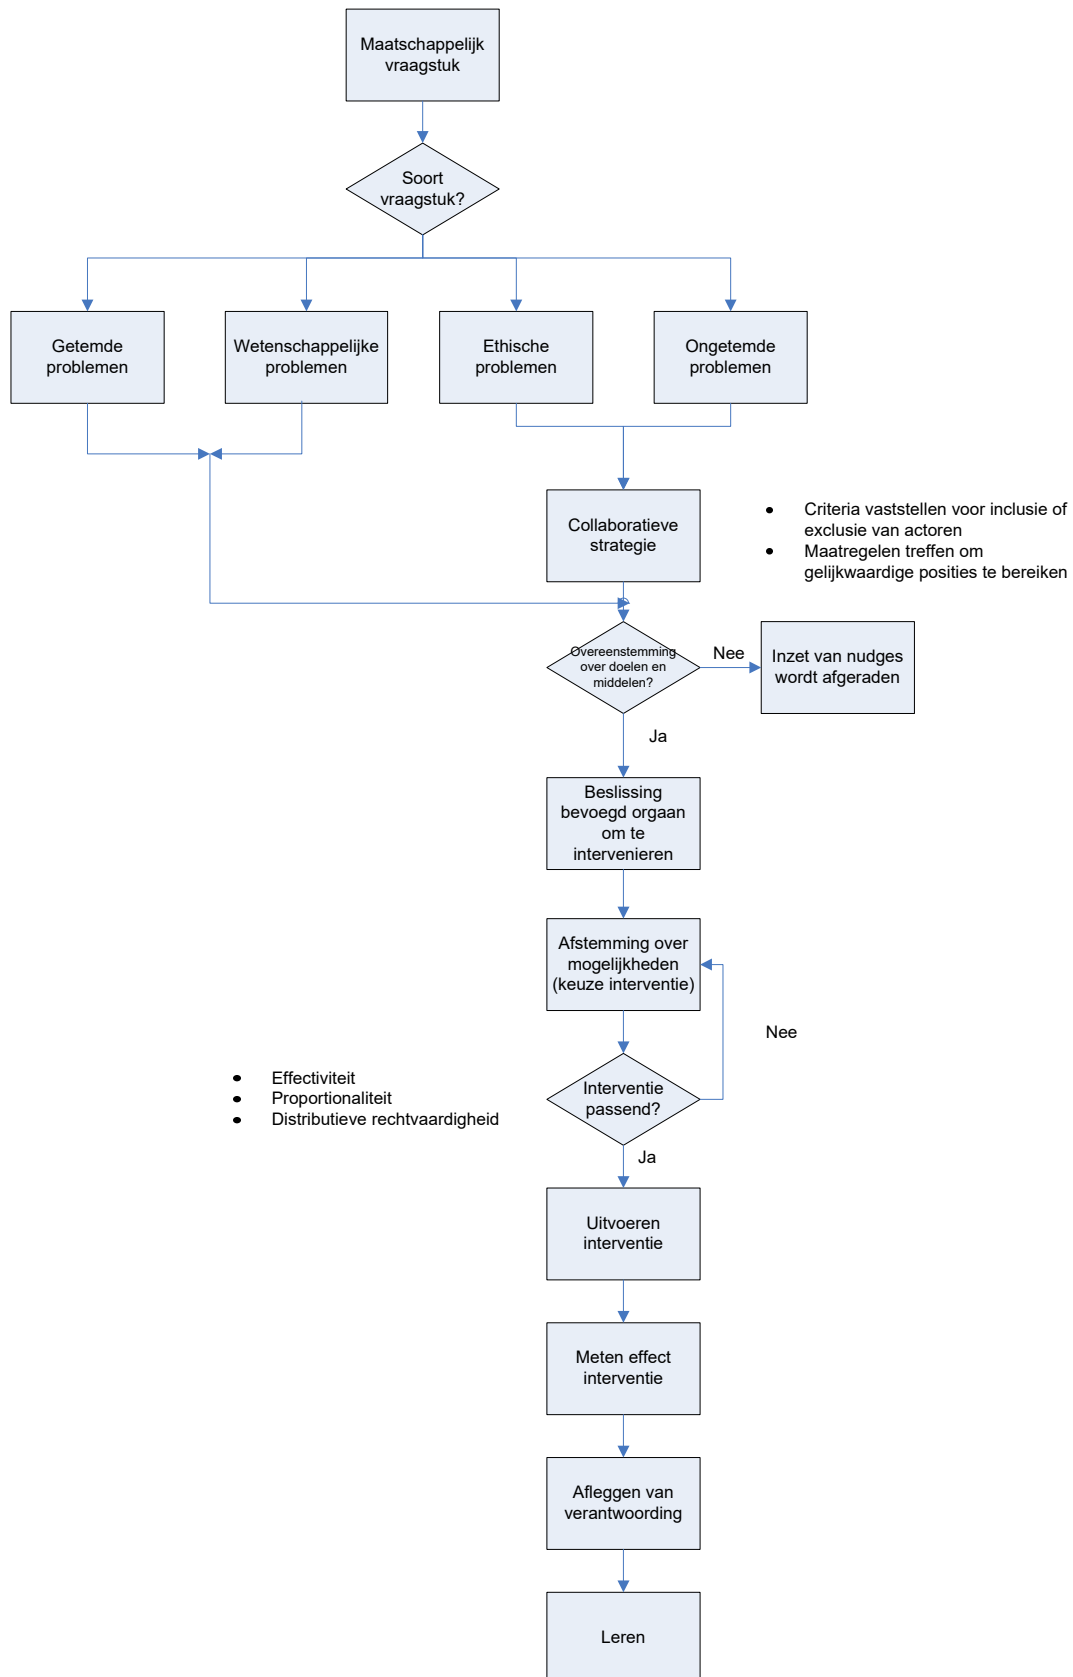 Maatschappelijk
vraagstuk
Soort
vraagstuk?
Getemde
problemen
Wetenschappelijke
problemen
Ethische
problemen
Ongetemde
problemen
Collaboratieve
strategie
• Criteria vaststellen voor inclusie of
exclusie van actoren
• Maatregelen treffen om
gelijkwaardige posities te bereiken
Overeenstemming
over doelen en
middelen?
Nee
Inzet van nudges
wordt afgeraden
Ja
Beslissing
bevoegd orgaan
om te
intervenieren
Afstemming over
mogelijkheden
(keuze interventie)
Nee
• Effectiviteit
• Proportionaliteit
• Distributieve rechtvaardigheid
Interventie
passend?
Ja
Uitvoeren
interventie
Meten effect
interventie
Afleggen van
verantwoording
Leren